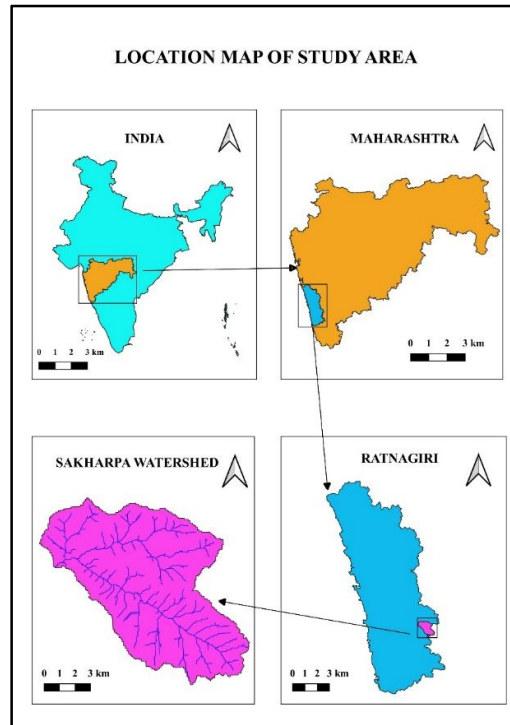 LOCATION MAP OF STUDY AREA
INDIA
0 1 2 3 km
MAHARASHTRA
0 1 2 3 km
SAKHARPA WATERSHED
0 1 2 3 km
RATNAGIRI
0 1 2 3 km